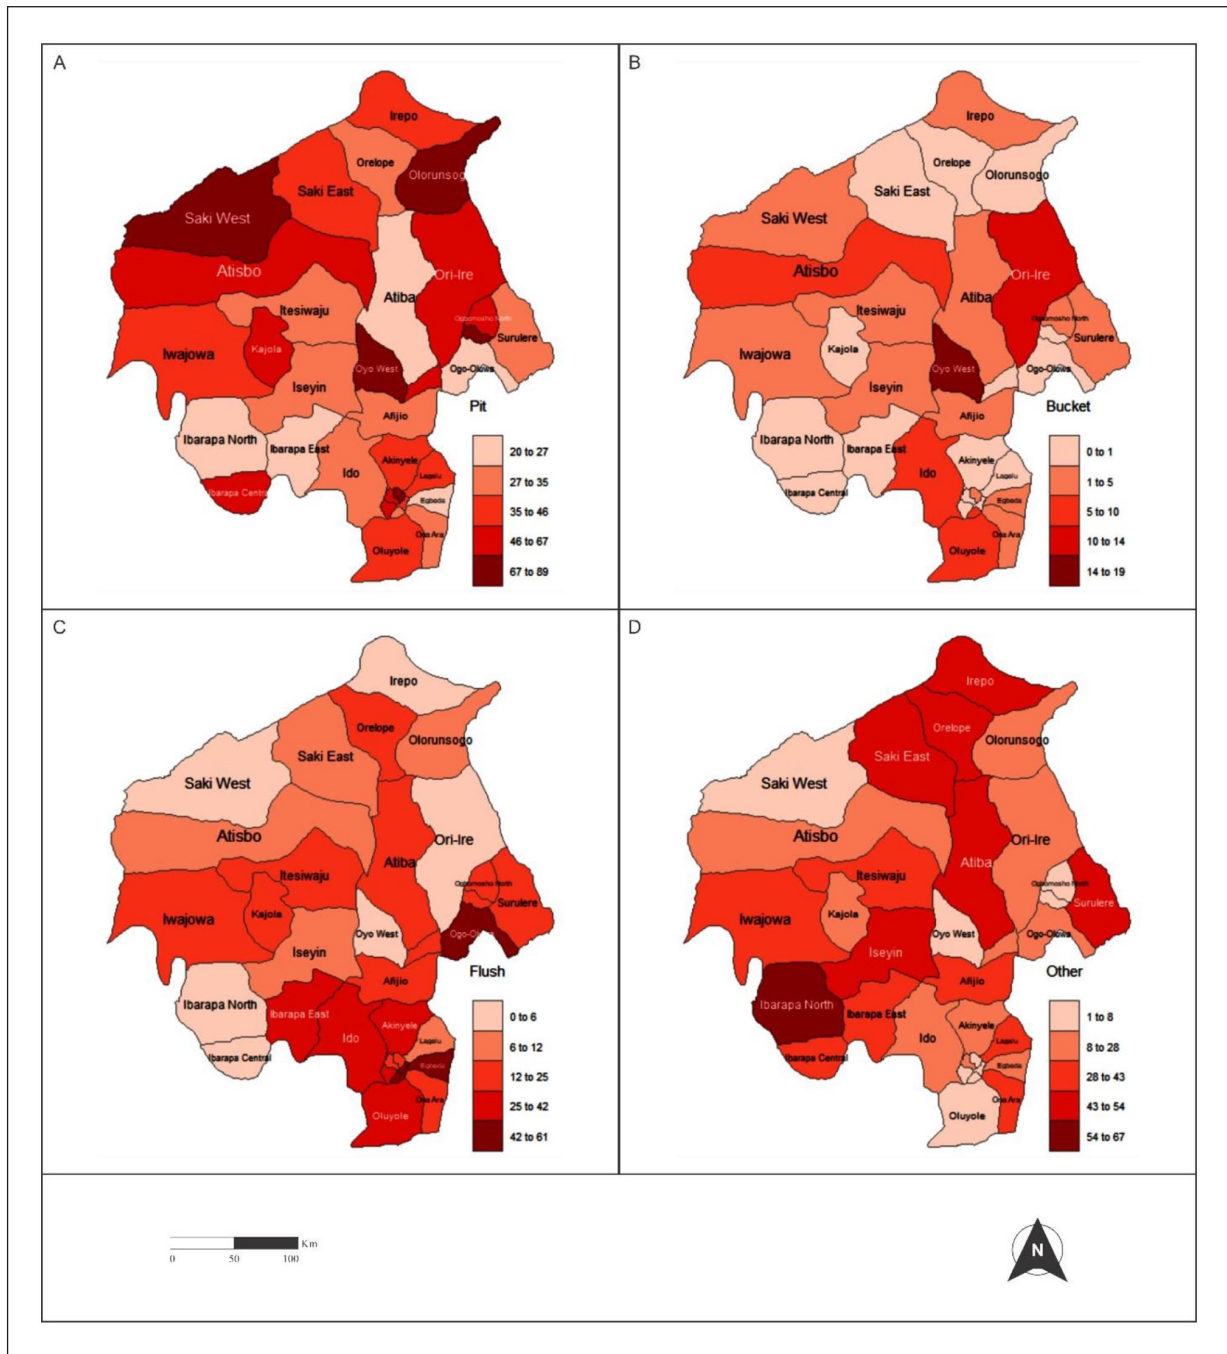 A
Irepo
Orelope
Olorunsogo
Saki East
Saki West
Atisbo
Ori-Ire
Atiba
Itesiwaju
Ogbomosho North
Surulere
Kajola
Iwajowa
Oyo West
Ogo-Oluwa
Iseyin
Afijio
Ibarapa North
Ibarapa East
Ido
Akinyele
Lagelu
Ibarapa Central
Egbeda
Ona Ara
Oluyole
Pit
20 to 27
27 to 35
35 to 46
46 to 67
67 to 89
B
Irepo
Orelope
Olorunsogo
Saki East
Saki West
Atisbo
Ori-Ire
Atiba
Itesiwaju
Ogbomosho North
Surulere
Kajola
Iwajowa
Oyo West
Ogo-Oluwa
Iseyin
Afijio
Ibarapa North
Ibarapa East
Ido
Akinyele
Lagelu
Ibarapa Central
Egbeda
Ona Ara
Oluyole
Bucket
0 to 1
1 to 5
5 to 10
10 to 14
14 to 19
C
Irepo
Orelope
Olorunsogo
Saki East
Saki West
Atisbo
Ori-Ire
Atiba
Itesiwaju
Ogbomosho North
Surulere
Kajola
Iwajowa
Oyo West
Iseyin
Afijio
Ibarapa North
Ibarapa East
Ido
Akinyele
Lagelu
Ibarapa Central
Egbeda
Ona Ara
Oluyole
Flush
0 to 6
6 to 12
12 to 25
25 to 42
42 to 61
D
Irepo
Orelope
Olorunsogo
Saki East
Saki West
Atisbo
Ori-Ire
Atiba
Itesiwaju
Ogbomosho North
Surulere
Kajola
Iwajowa
Oyo West
Ogo-Oluwa
Iseyin
Afijio
Ibarapa North
Ibarapa East
Ido
Akinyele
Lagelu
Ibarapa Central
Egbeda
Ona Ara
Oluyole
Other
1 to 8
8 to 28
28 to 43
43 to 54
54 to 67
Km
0 50 100
N